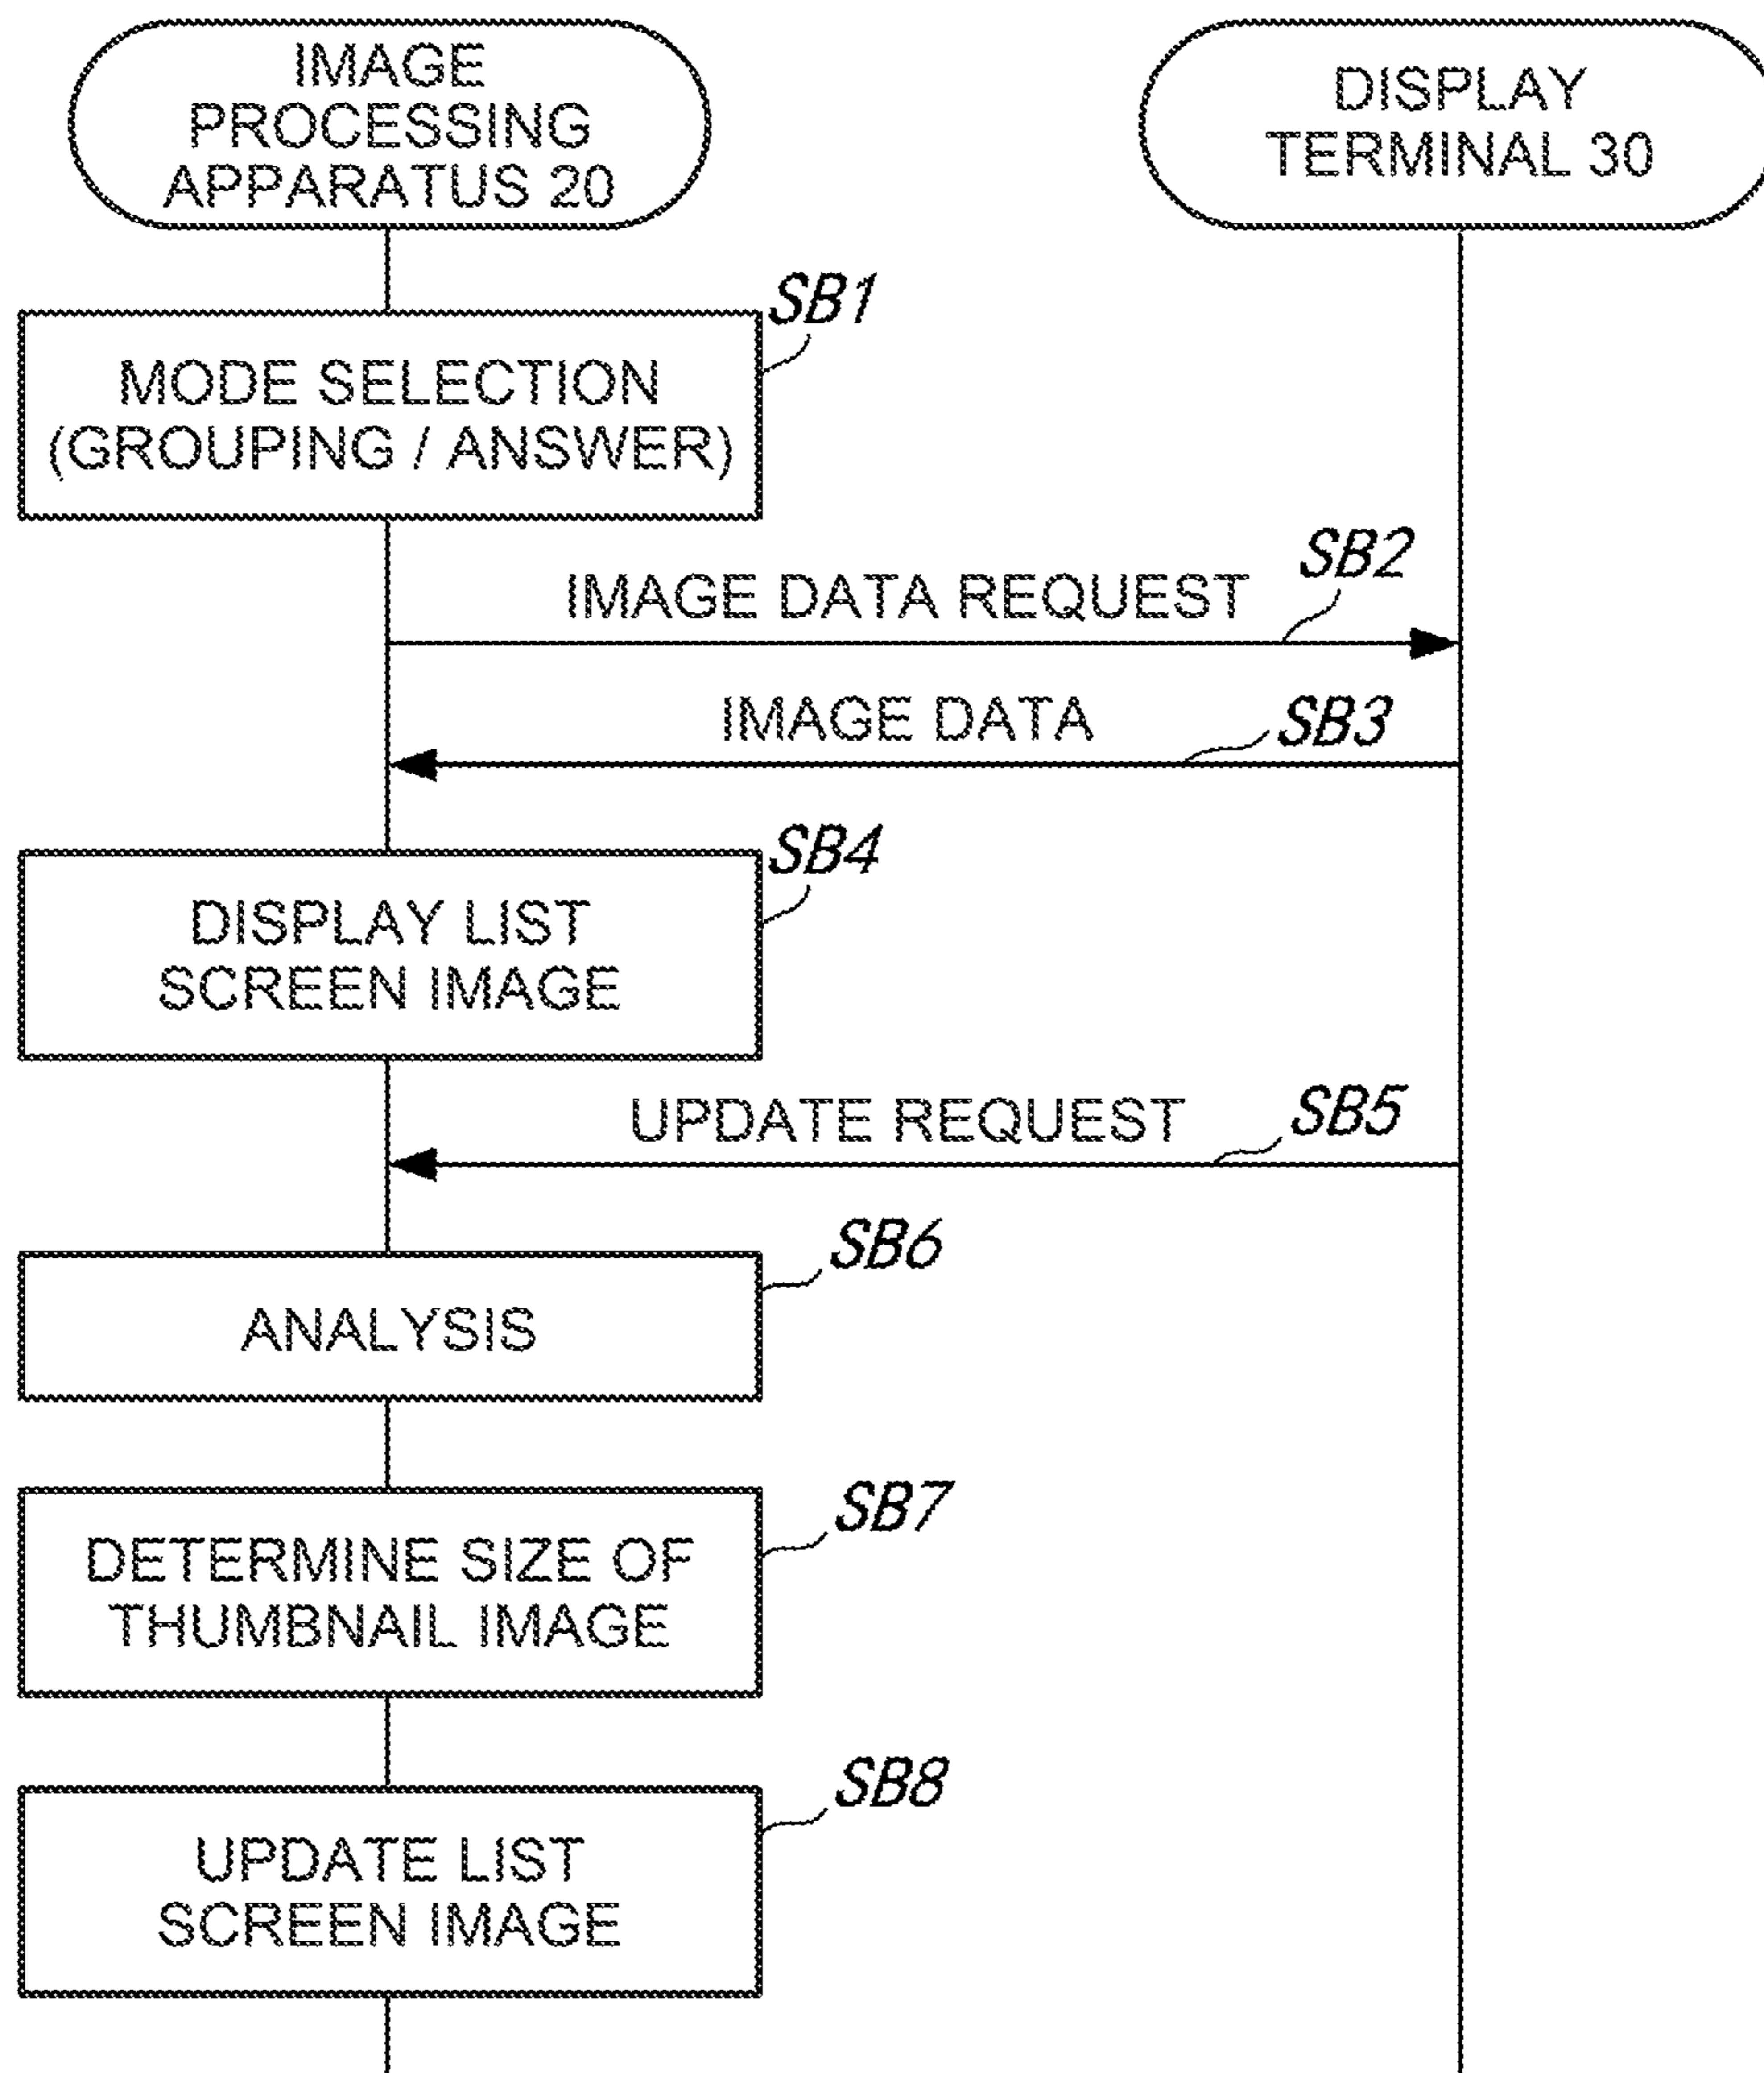 IMAGE
PROCESSING
APPARATUS 20
DISPLAY
TERMINAL 30
SB1
MODE SELECTION
(GROUPING / ANSWER)
SB2
IMAGE DATA REQUEST
IMAGE DATA
SB3
SB4
DISPLAY LIST
SCREEN IMAGE
UPDATE REQUEST
SB5
SB6
ANALYSIS
SB7
DETERMINE SIZE OF
THUMBNAIL IMAGE
SB8
UPDATE LIST
SCREEN IMAGE